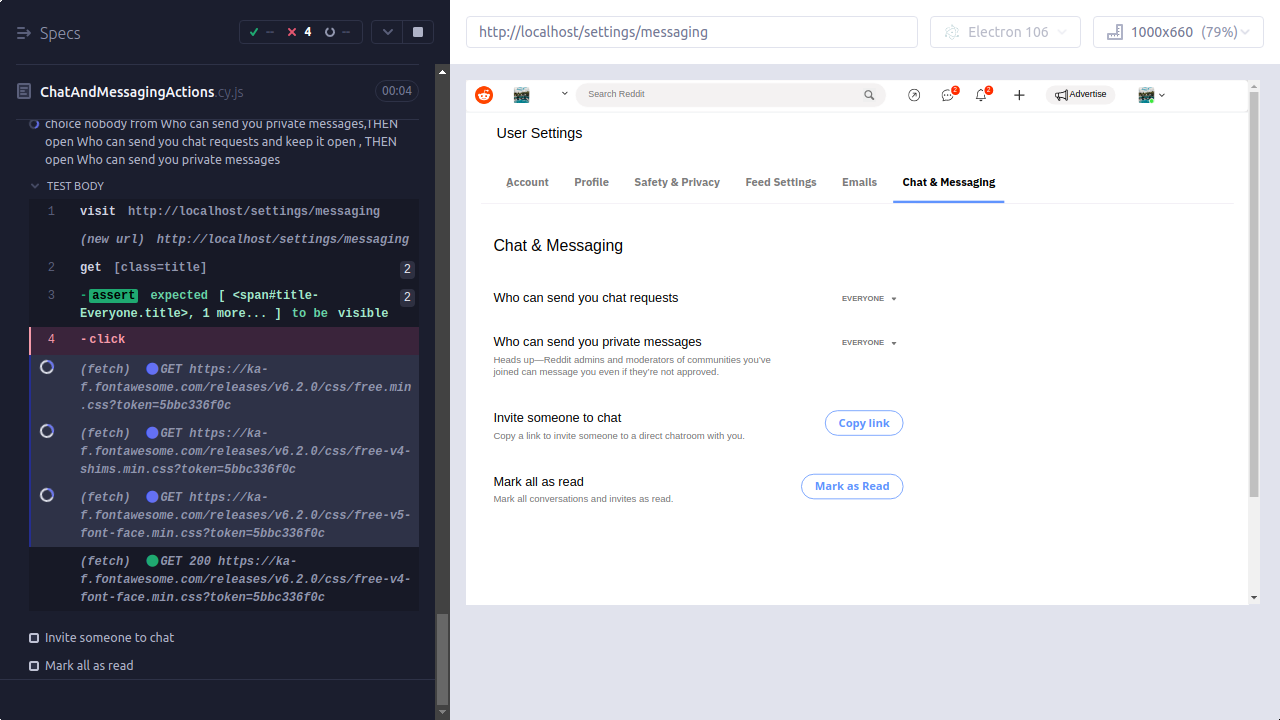 Specs
-- 4 --
ChatAndMessagingActions.cy.js 00:04
choice nobody from Who can send you private messages,THEN
open Who can send you chat requests and keep it open , THEN
open Who can send you private messages
TEST BODY
1 visit http://localhost/settings/messaging
(new url) http://localhost/settings/messaging
2 get [class=title] 2
3 -assert expected [ <span#title-
Everyone.title>, 1 more... ] to be visible 2
4 -click
(fetch) GET https://ka-
f.fontawesome.com/releases/v6.2.0/css/free.min
.css?token=5bbc336f0c
(fetch) GET https://ka-
f.fontawesome.com/releases/v6.2.0/css/free-v4-
shims.min.css?token=5bbc336f0c
(fetch) GET https://ka-
f.fontawesome.com/releases/v6.2.0/css/free-v5-
font-face.min.css?token=5bbc336f0c
(fetch) GET 200 https://ka-
f.fontawesome.com/releases/v6.2.0/css/free-v4-
font-face.min.css?token=5bbc336f0c
Invite someone to chat
Mark all as read
http://localhost/settings/messaging
Electron 106
1000x660 (79%)
Search Reddit
2
2
Advertise
User Settings
Account Profile Safety & Privacy Feed Settings Emails Chat & Messaging
Chat & Messaging
Who can send you chat requests EVERYONE
Who can send you private messages EVERYONE
Heads up—Reddit admins and moderators of communities you've
joined can message you even if they're not approved.
Invite someone to chat Copy link
Copy a link to invite someone to a direct chatroom with you.
Mark all as read Mark as Read
Mark all conversations and invites as read.